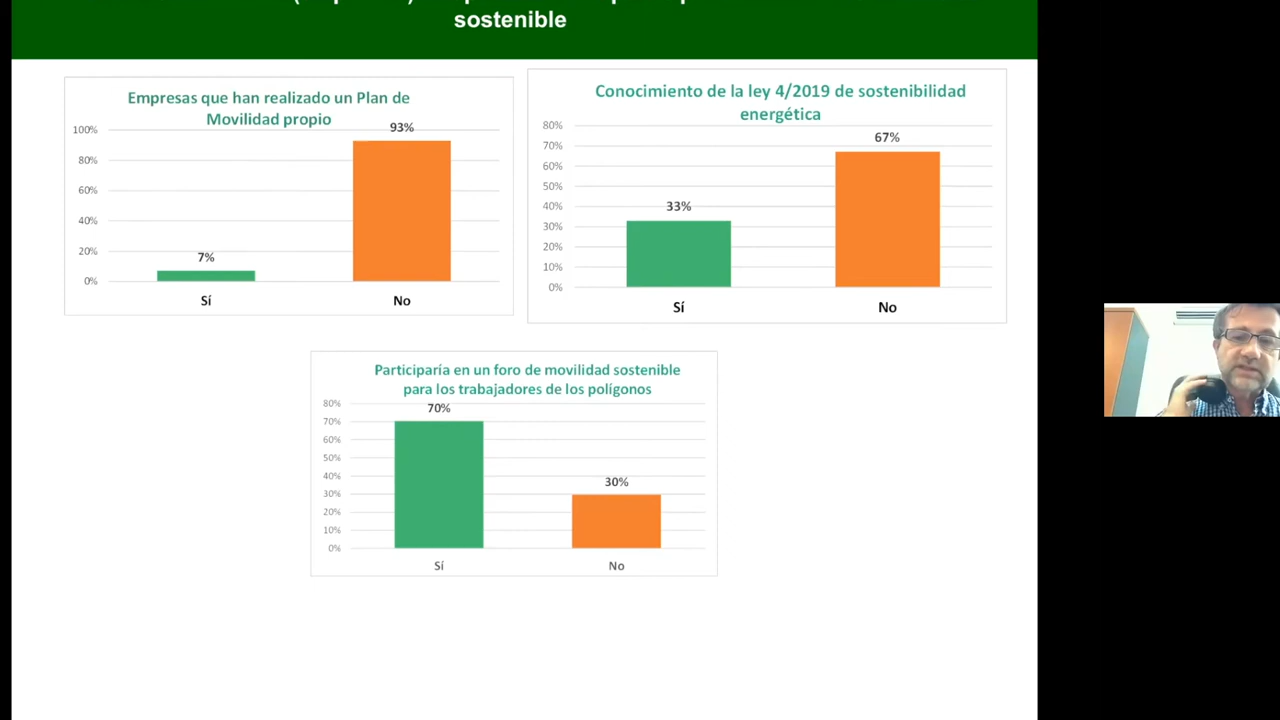 sostenible
Empresas que han realizado un Plan de
Movilidad propio
100%
80%
60%
40%
20%
0%
7%
93%
Sí
No
Conocimiento de la ley 4/2019 de sostenibilidad
energética
80%
70%
60%
50%
40%
30%
20%
10%
0%
33%
67%
Sí
No
Participaría en un foro de movilidad sostenible
para los trabajadores de los polígonos
80%
70%
60%
50%
40%
30%
20%
10%
0%
70%
30%
Sí
No